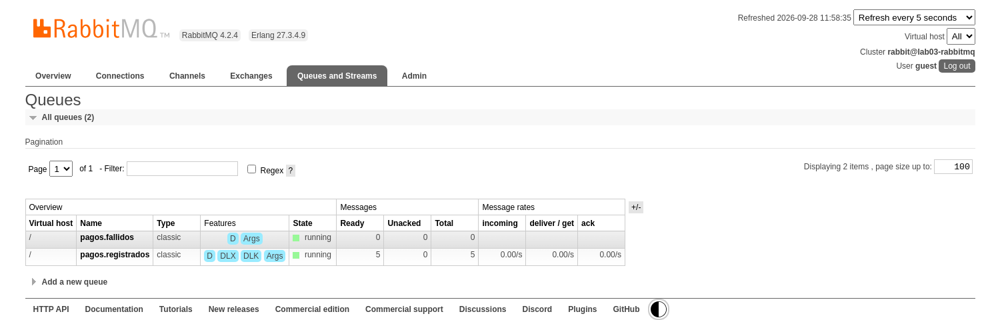 RabbitMQ TM RabbitMQ 4.2.4 Erlang 27.3.4.9
Refreshed 2026-09-28 11:58:35 Refresh every 5 seconds
Virtual host All
Cluster rabbit@lab03-rabbitmq
User guest Log out
Overview Connections Channels Exchanges Queues and Streams Admin
Queues
All queues (2)
Pagination
Page 1 of 1 - Filter: Regex ? Displaying 2 items , page size up to: 100
Overview Messages Message rates +/-
Virtual host Name Type Features State Ready Unacked Total incoming deliver / get ack
/ pagos.fallidos classic D Args running 0 0 0
/ pagos.registrados classic D DLX DLK Args running 5 0 5 0.00/s 0.00/s 0.00/s
Add a new queue
HTTP API Documentation Tutorials New releases Commercial edition Commercial support Discussions Discord Plugins GitHub